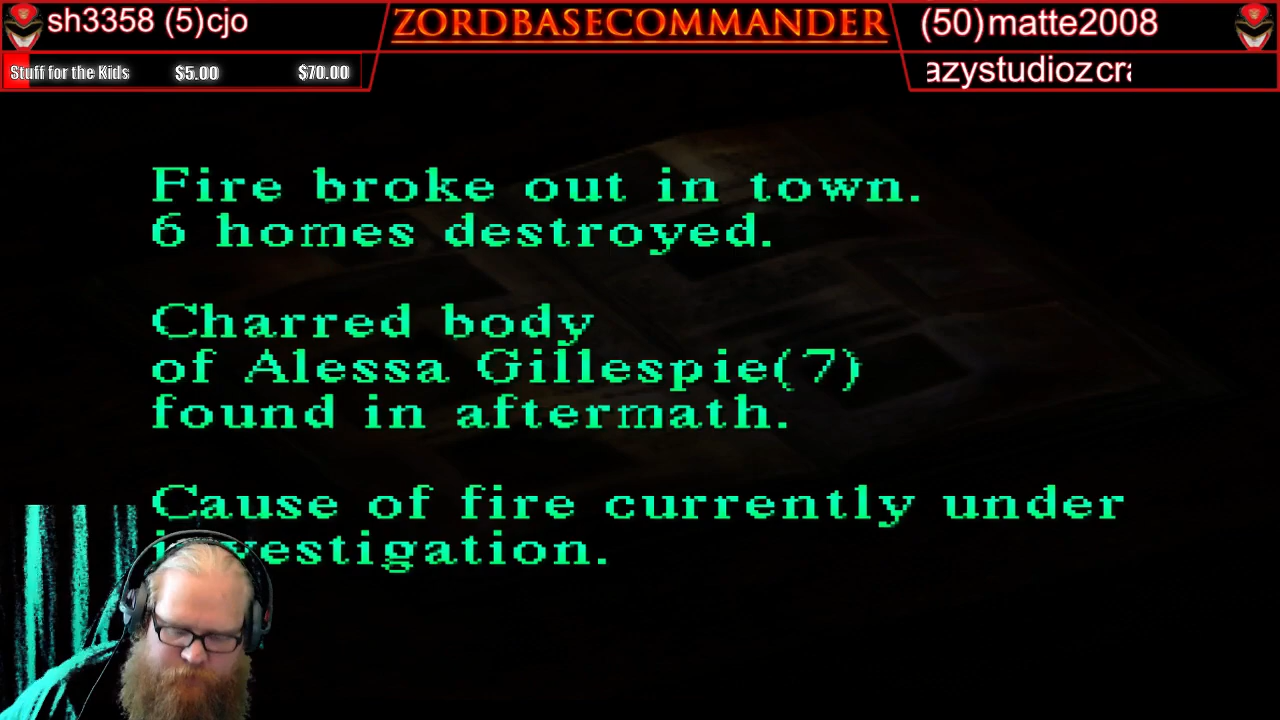 sh3358 (5)cjo
ZORDBASECOMMANDER
(50)matte2008
Stuff for the Kids $5.00 $70.00
azystudiozcra
Fire broke out in town.
6 homes destroyed.
Charred body
of Alessa Gillespie(7)
found in aftermath.
Cause of fire currently under
investigation.